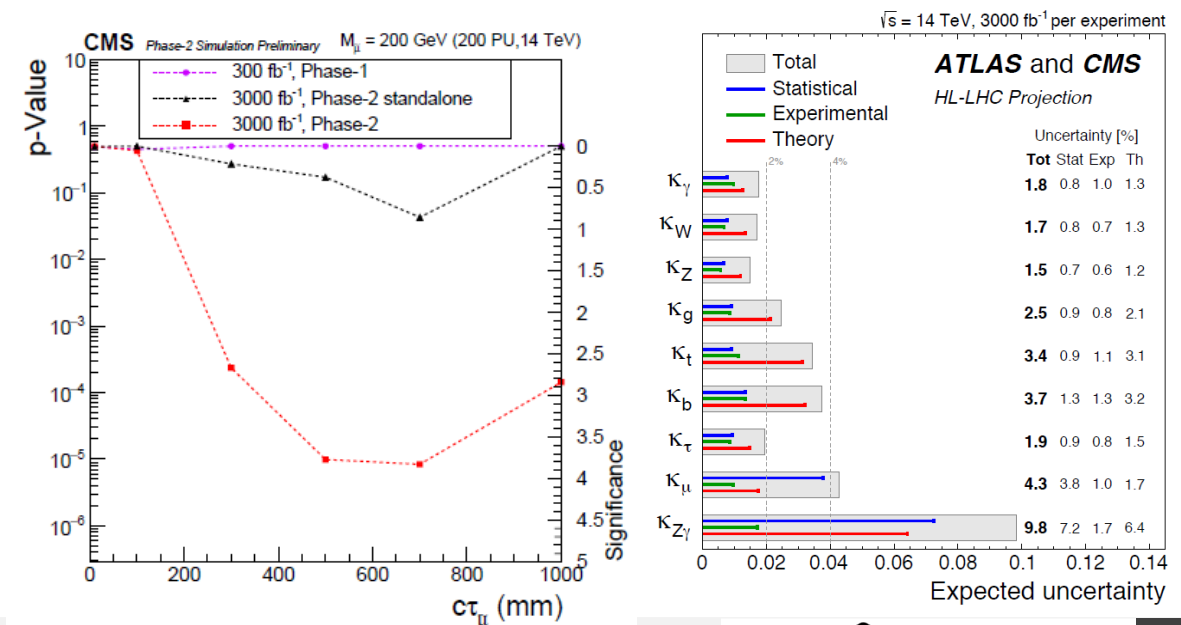 CMS Phase-2 Simulation Preliminary M_μ̃ = 200 GeV (200 PU,14 TeV)
p-Value
300 fb⁻¹, Phase-1
3000 fb⁻¹, Phase-2 standalone
3000 fb⁻¹, Phase-2
10
1
10⁻¹
10⁻²
10⁻³
10⁻⁴
10⁻⁵
10⁻⁶
0
0.5
1
1.5
2
2.5
3
3.5
4
4.5
5
Significance
0 200 400 600 800 1000
cτ_μ̃ (mm)
√s = 14 TeV, 3000 fb⁻¹ per experiment
Total
Statistical
Experimental
Theory
ATLAS and CMS
HL-LHC Projection
Uncertainty [%]
2% 4% Tot Stat Exp Th
κ_γ 1.8 0.8 1.0 1.3
κ_W 1.7 0.8 0.7 1.3
κ_Z 1.5 0.7 0.6 1.2
κ_g 2.5 0.9 0.8 2.1
κ_t 3.4 0.9 1.1 3.1
κ_b 3.7 1.3 1.3 3.2
κ_τ 1.9 0.9 0.8 1.5
κ_μ 4.3 3.8 1.0 1.7
κ_Zγ 9.8 7.2 1.7 6.4
0 0.02 0.04 0.06 0.08 0.1 0.12 0.14
Expected uncertainty